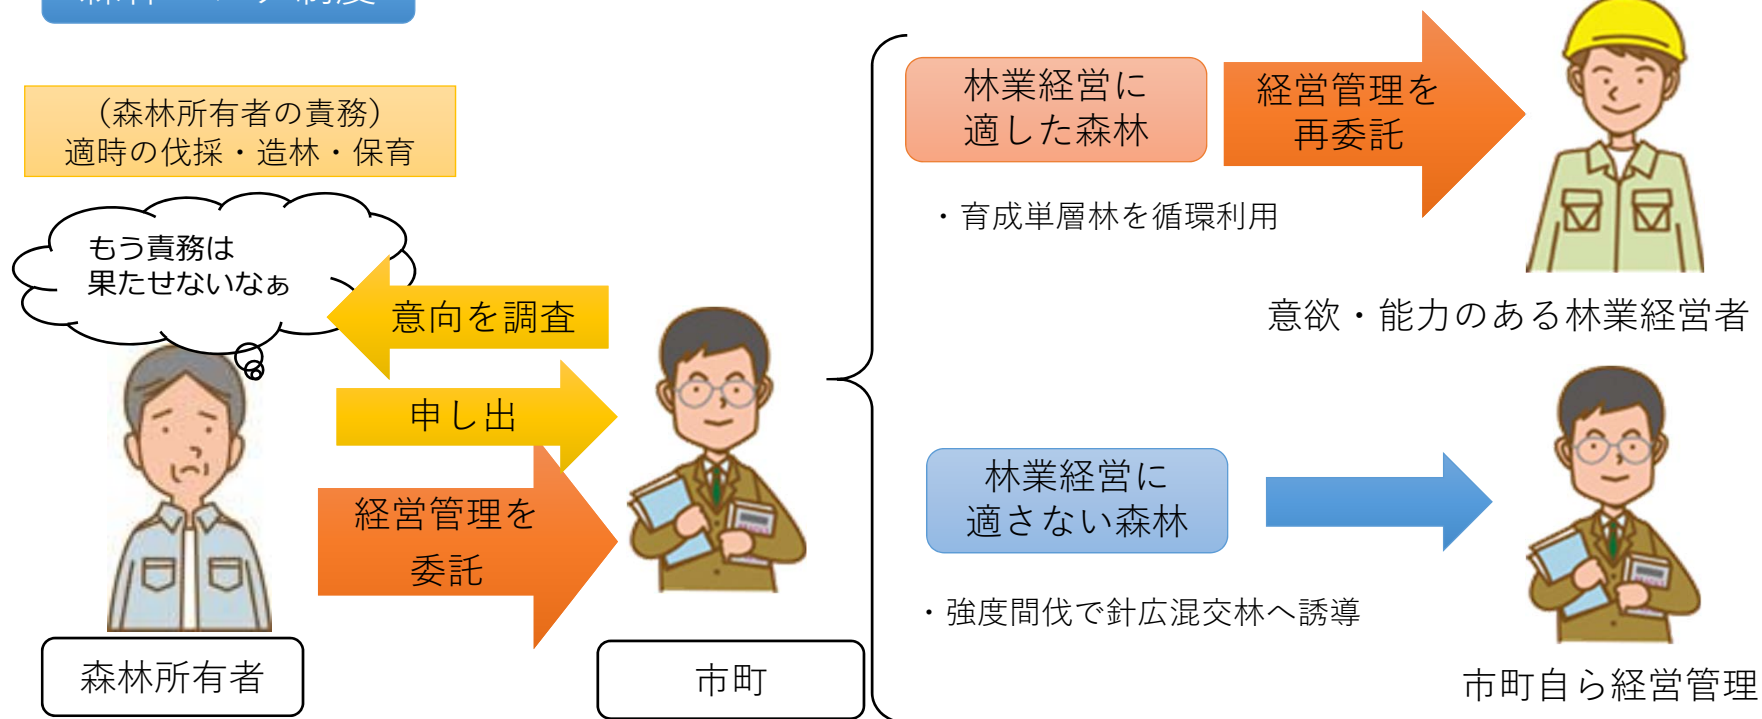 （森林所有者の責務）
適時の伐採・造林・保育
もう責務は
果たせないなぁ
意向を調査
申し出
経営管理を
委託
森林所有者
市町
林業経営に
適した森林
経営管理を
再委託
・育成単層林を循環利用
意欲・能力のある林業経営者
林業経営に
適さない森林
・強度間伐で針広混交林へ誘導
市町自ら経営管理